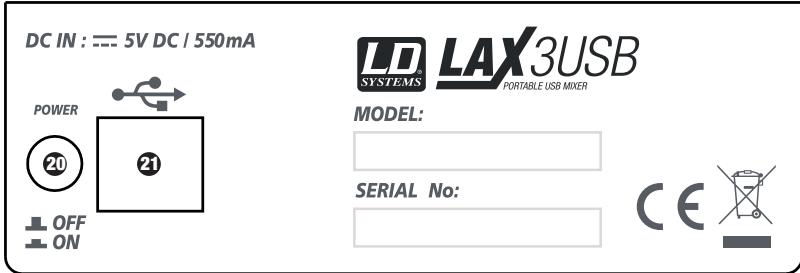 DC IN : ⎓ 5V DC / 550mA
POWER
20
21
OFF
ON
LD
SYSTEMS
LAX3USB
PORTABLE USB MIXER
MODEL:
SERIAL No:
CE